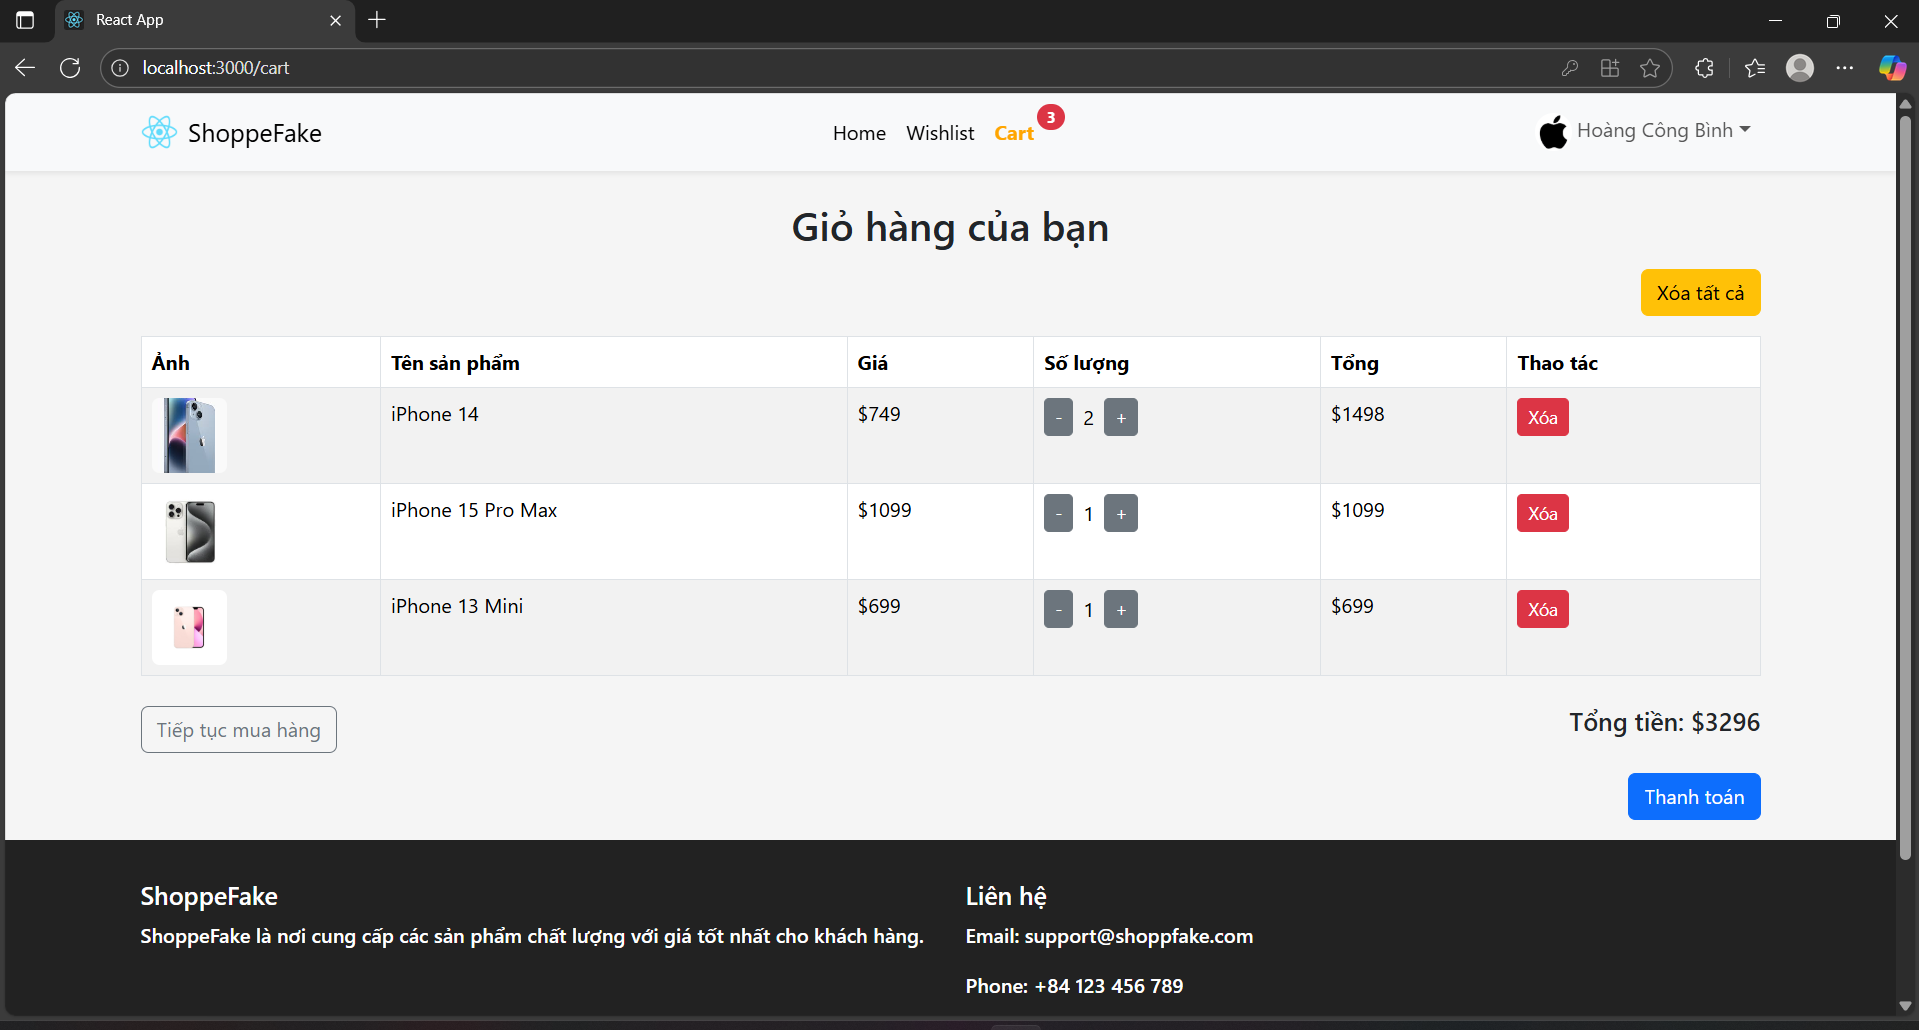 React App
localhost:3000/cart
ShoppeFake
Home Wishlist Cart 3
Hoàng Công Bình
Giỏ hàng của bạn
Xóa tất cả
Ảnh Tên sản phẩm Giá Số lượng Tổng Thao tác
iPhone 14 $749 - 2 + $1498 Xóa
iPhone 15 Pro Max $1099 - 1 + $1099 Xóa
iPhone 13 Mini $699 - 1 + $699 Xóa
Tiếp tục mua hàng
Tổng tiền: $3296
Thanh toán
ShoppeFake
ShoppeFake là nơi cung cấp các sản phẩm chất lượng với giá tốt nhất cho khách hàng.
Liên hệ
Email: support@shoppfake.com
Phone: +84 123 456 789